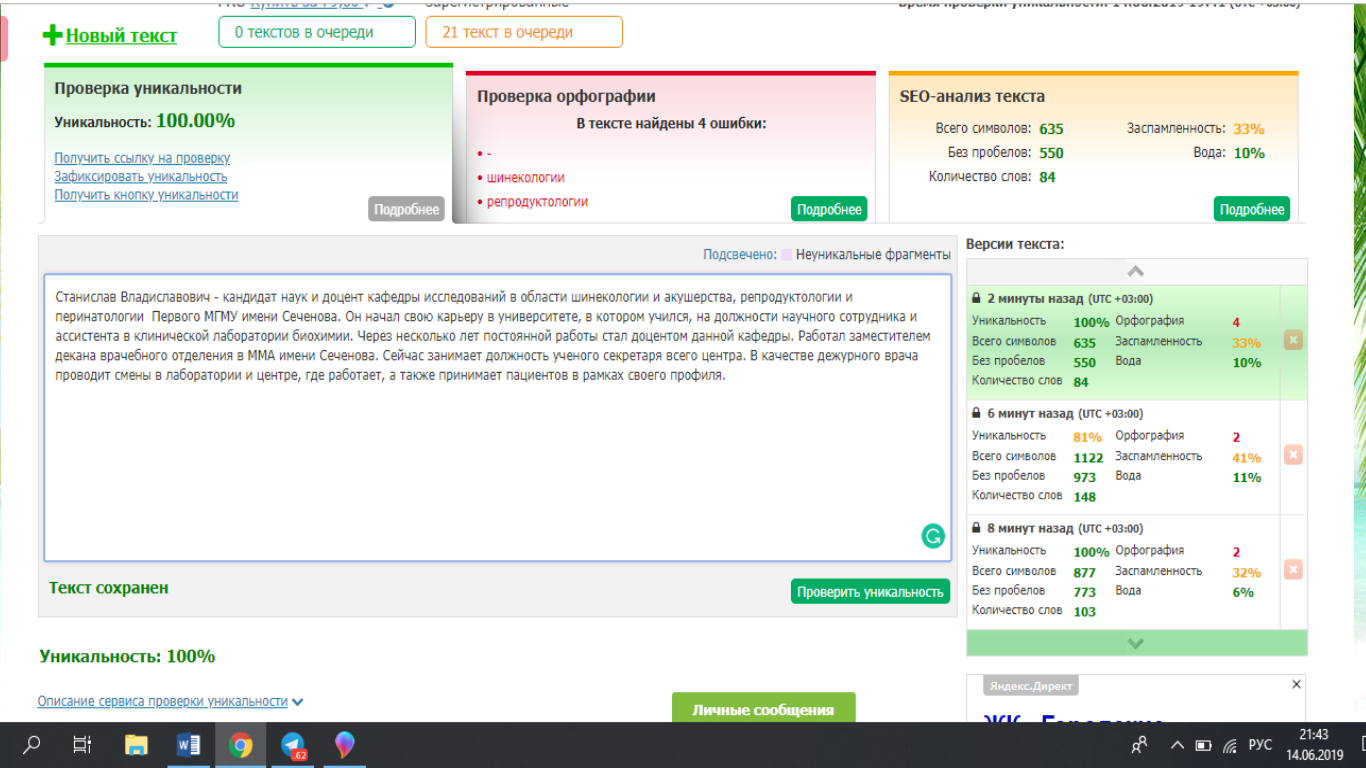 Новый текст
0 текстов в очереди
21 текст в очереди
Проверка уникальности
Уникальность: 100.00%
Получить ссылку на проверку
Зафиксировать уникальность
Получить кнопку уникальности
Подробнее
Проверка орфографии
В тексте найдены 4 ошибки:
• -
• шинекологии
• репродуктологии
Подробнее
SEO-анализ текста
Всего символов: 635 Заспамленность: 33%
Без пробелов: 550 Вода: 10%
Количество слов: 84
Подробнее
Подсвечено: Неуникальные фрагменты
Станислав Владиславович - кандидат наук и доцент кафедры исследований в области шинекологии и акушерства, репродуктологии и
перинатологии Первого МГМУ имени Сеченова. Он начал свою карьеру в университете, в котором учился, на должности научного сотрудника и
ассистента в клинической лаборатории биохимии. Через несколько лет постоянной работы стал доцентом данной кафедры. Работал заместителем
декана врачебного отделения в ММА имени Сеченова. Сейчас занимает должность ученого секретаря всего центра. В качестве дежурного врача
проводит смены в лаборатории и центре, где работает, а также принимает пациентов в рамках своего профиля.
Текст сохранен
Проверить уникальность
Версии текста:
2 минуты назад (UTC +03:00)
Уникальность 100% Орфография 4
Всего символов 635 Заспамленность 33%
Без пробелов 550 Вода 10%
Количество слов 84
6 минут назад (UTC +03:00)
Уникальность 81% Орфография 2
Всего символов 1122 Заспамленность 41%
Без пробелов 973 Вода 11%
Количество слов 148
8 минут назад (UTC +03:00)
Уникальность 100% Орфография 2
Всего символов 877 Заспамленность 32%
Без пробелов 773 Вода 6%
Количество слов 103
Уникальность: 100%
Описание сервиса проверки уникальности
Личные сообщения
Яндекс.Директ
62
РУС
21:43
14.06.2019